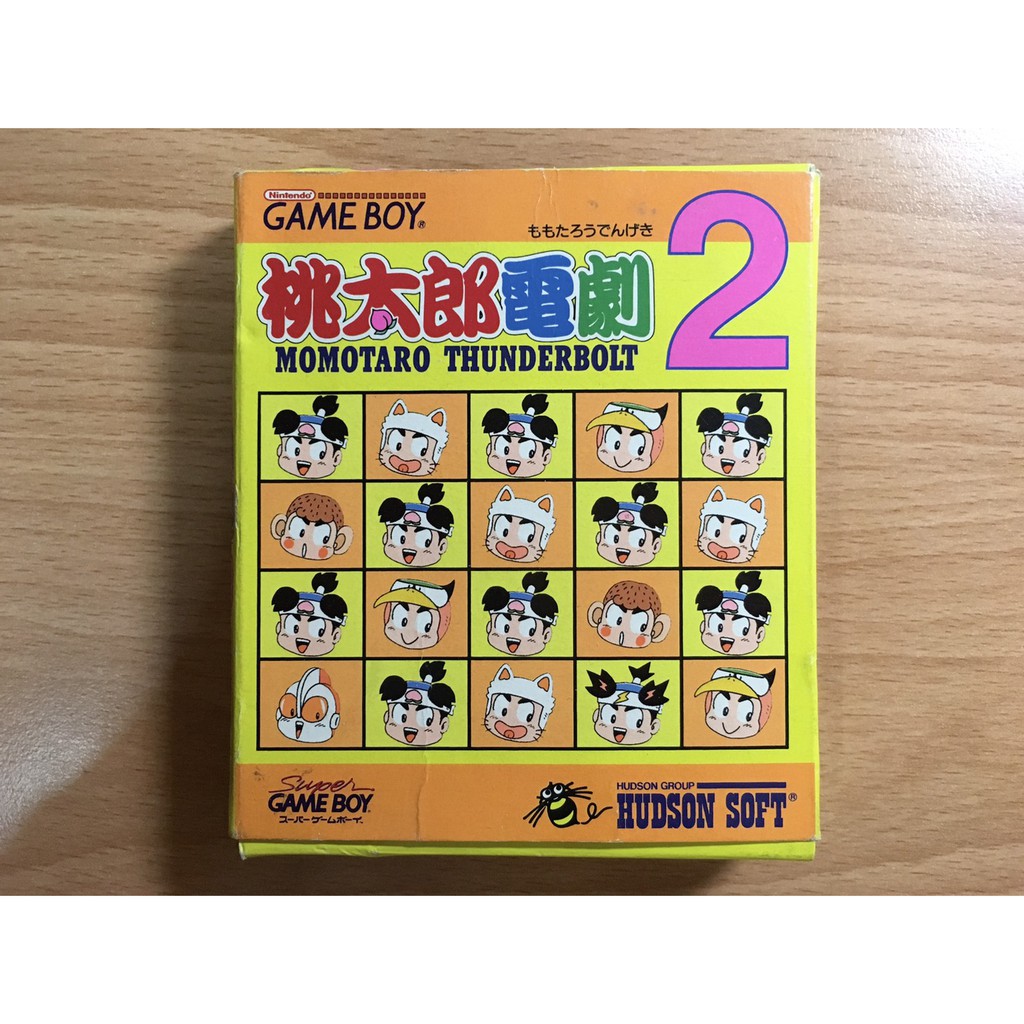 Nintendo®
GAME BOY®
ももたろうでんげき
桃太郎電劇2
MOMOTARO THUNDERBOLT
Super
GAME BOY
スーパーゲームボーイ
HUDSON GROUP
HUDSON SOFT®